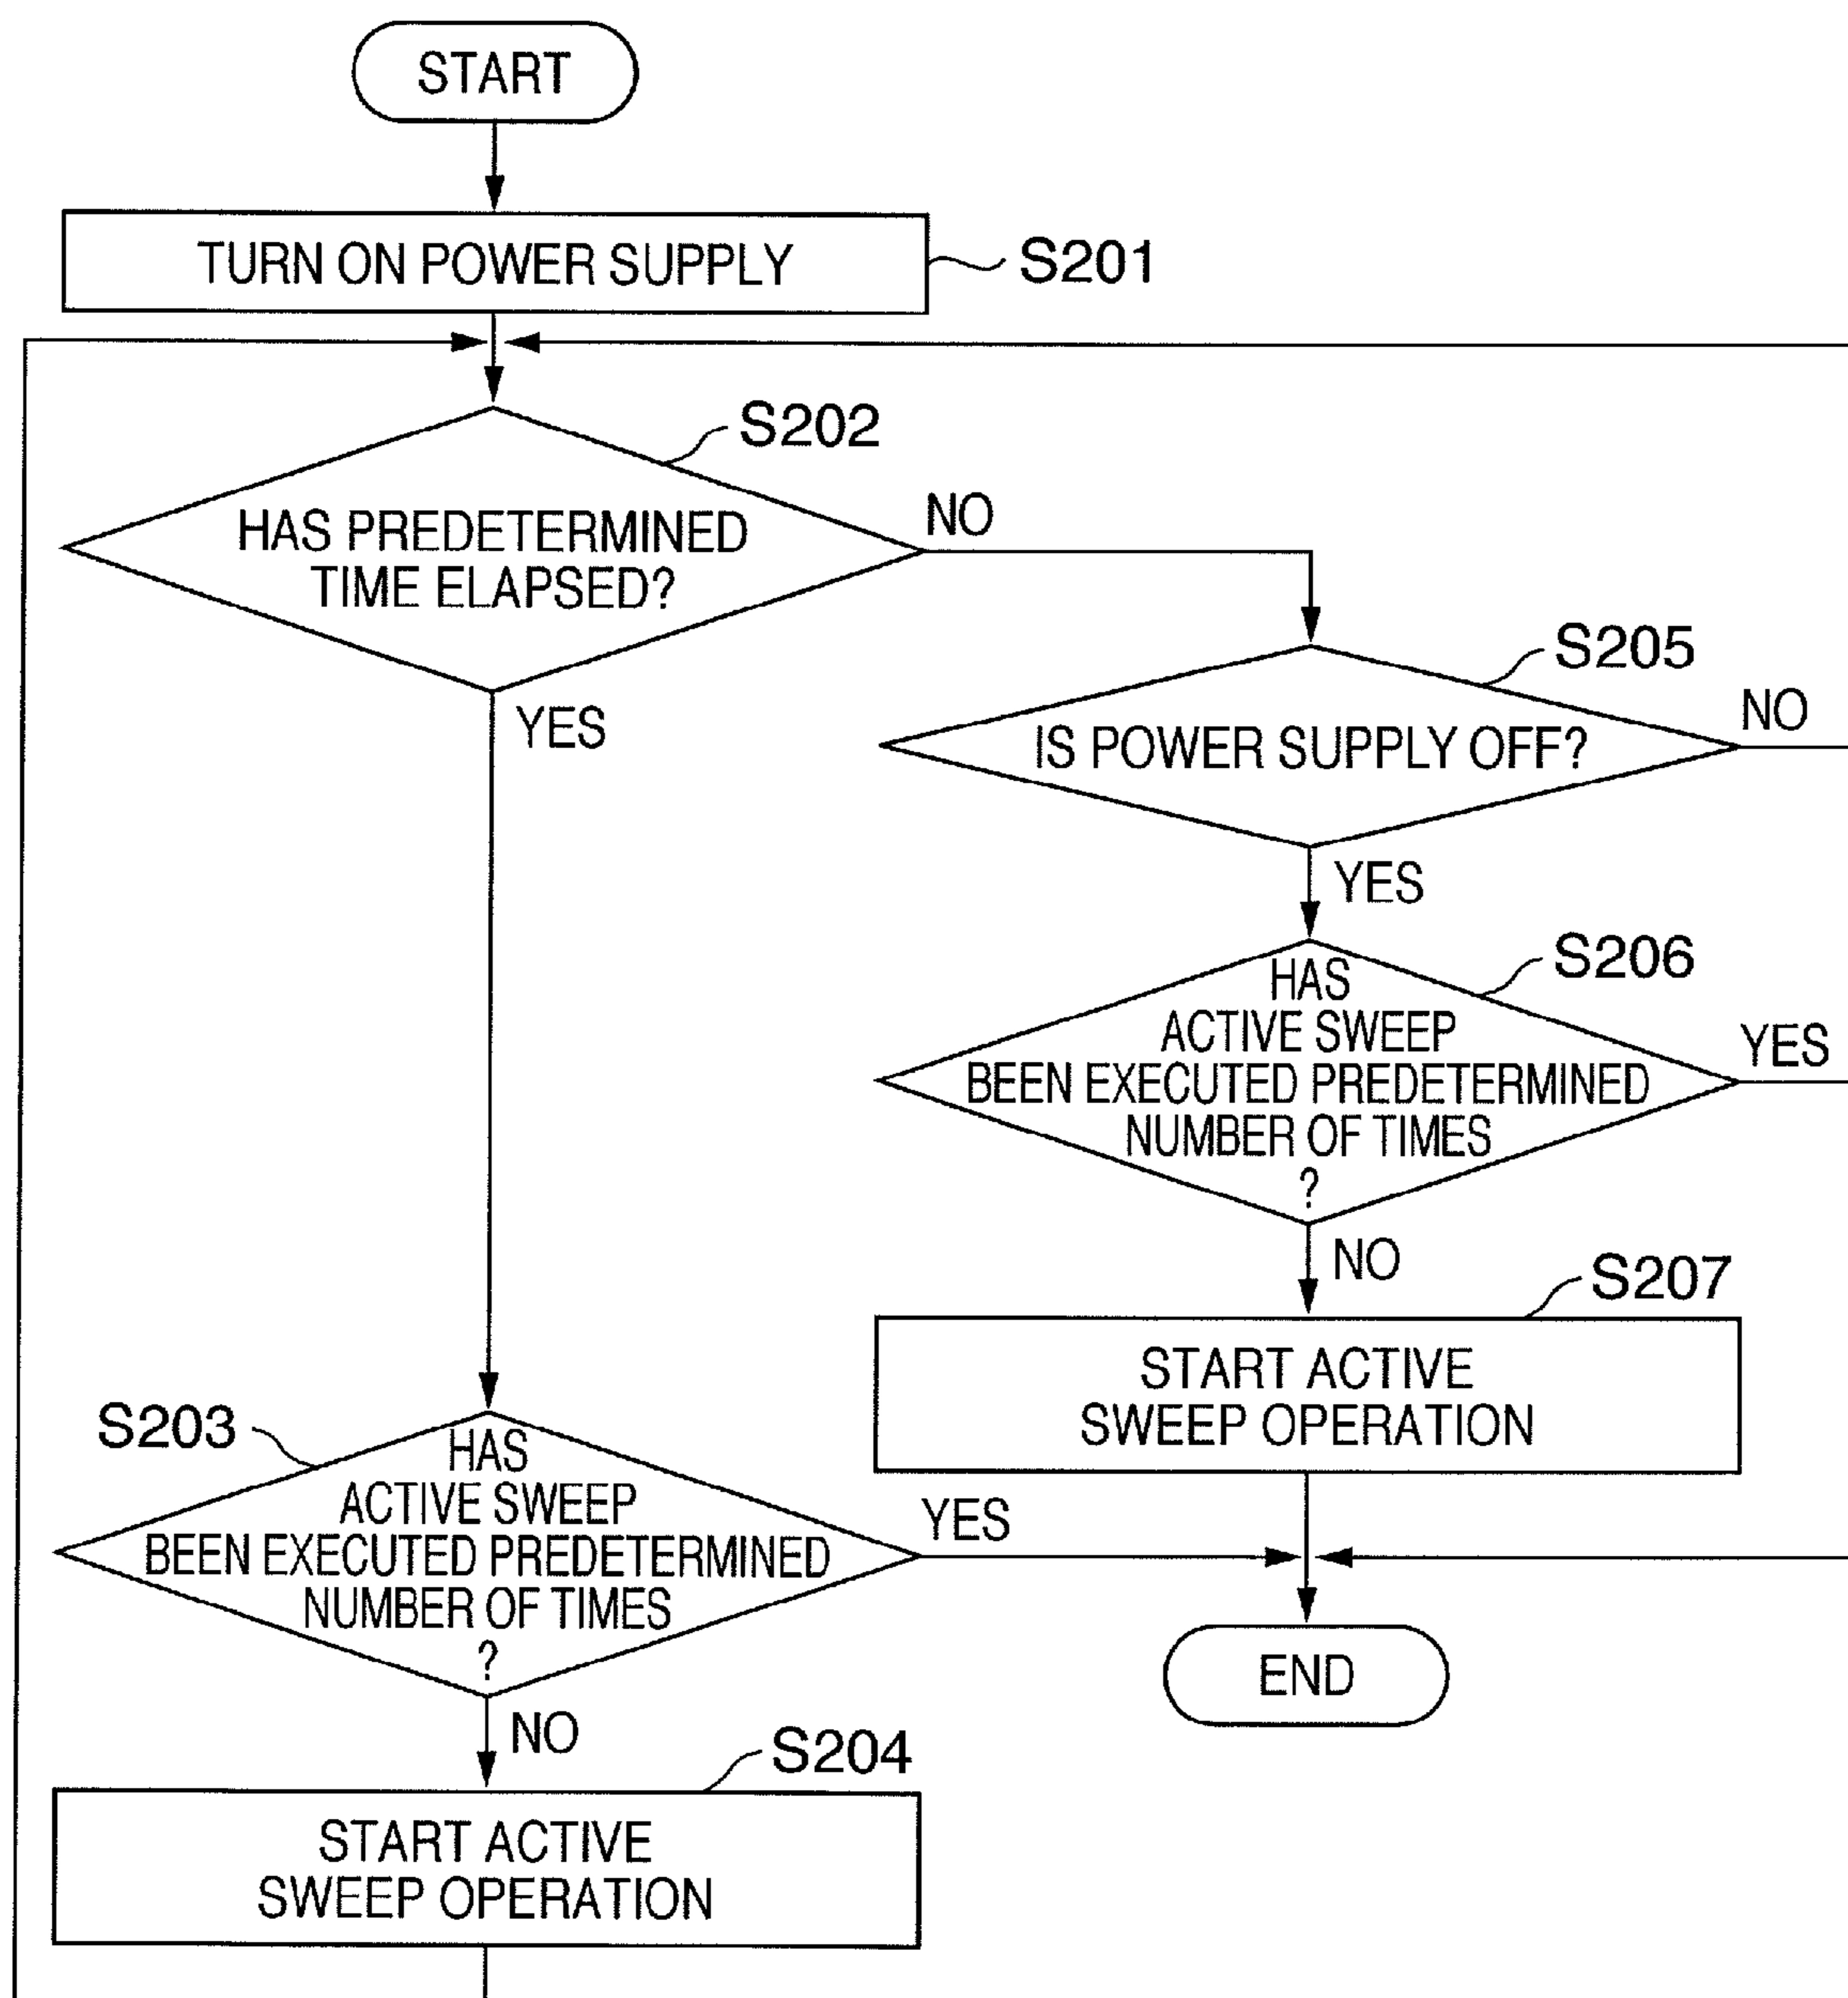 START
TURN ON POWER SUPPLY
S201
S202
HAS PREDETERMINED
TIME ELAPSED?
NO
YES
S205
IS POWER SUPPLY OFF?
NO
YES
S206
HAS
ACTIVE SWEEP
BEEN EXECUTED PREDETERMINED
NUMBER OF TIMES
?
YES
NO
S207
START ACTIVE
SWEEP OPERATION
S203
HAS
ACTIVE SWEEP
BEEN EXECUTED PREDETERMINED
NUMBER OF TIMES
?
YES
NO
END
S204
START ACTIVE
SWEEP OPERATION